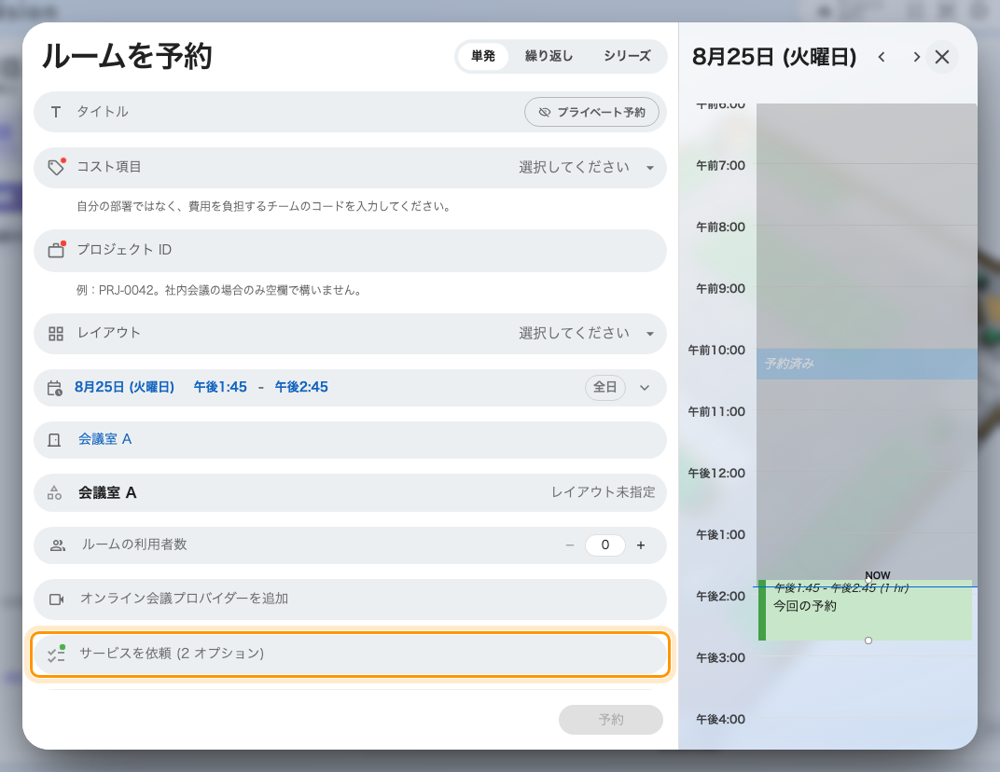 ルームを予約
単発 繰り返し シリーズ
タイトル プライベート予約
コスト項目 選択してください
自分の部署ではなく、費用を負担するチームのコードを入力してください。
プロジェクト ID
例：PRJ-0042。社内会議の場合のみ空欄で構いません。
レイアウト 選択してください
8月25日 (火曜日) 午後1:45 - 午後2:45 全日
会議室 A
会議室 A レイアウト未指定
ルームの利用者数 − 0 +
オンライン会議プロバイダーを追加
サービスを依頼 (2 オプション)
予約
8月25日 (火曜日)
午前6:00
午前7:00
午前8:00
午前9:00
午前10:00
予約済み
午前11:00
午後12:00
午後1:00
NOW
午後1:45 - 午後2:45 (1 hr)
午後2:00
今回の予約
午後3:00
午後4:00